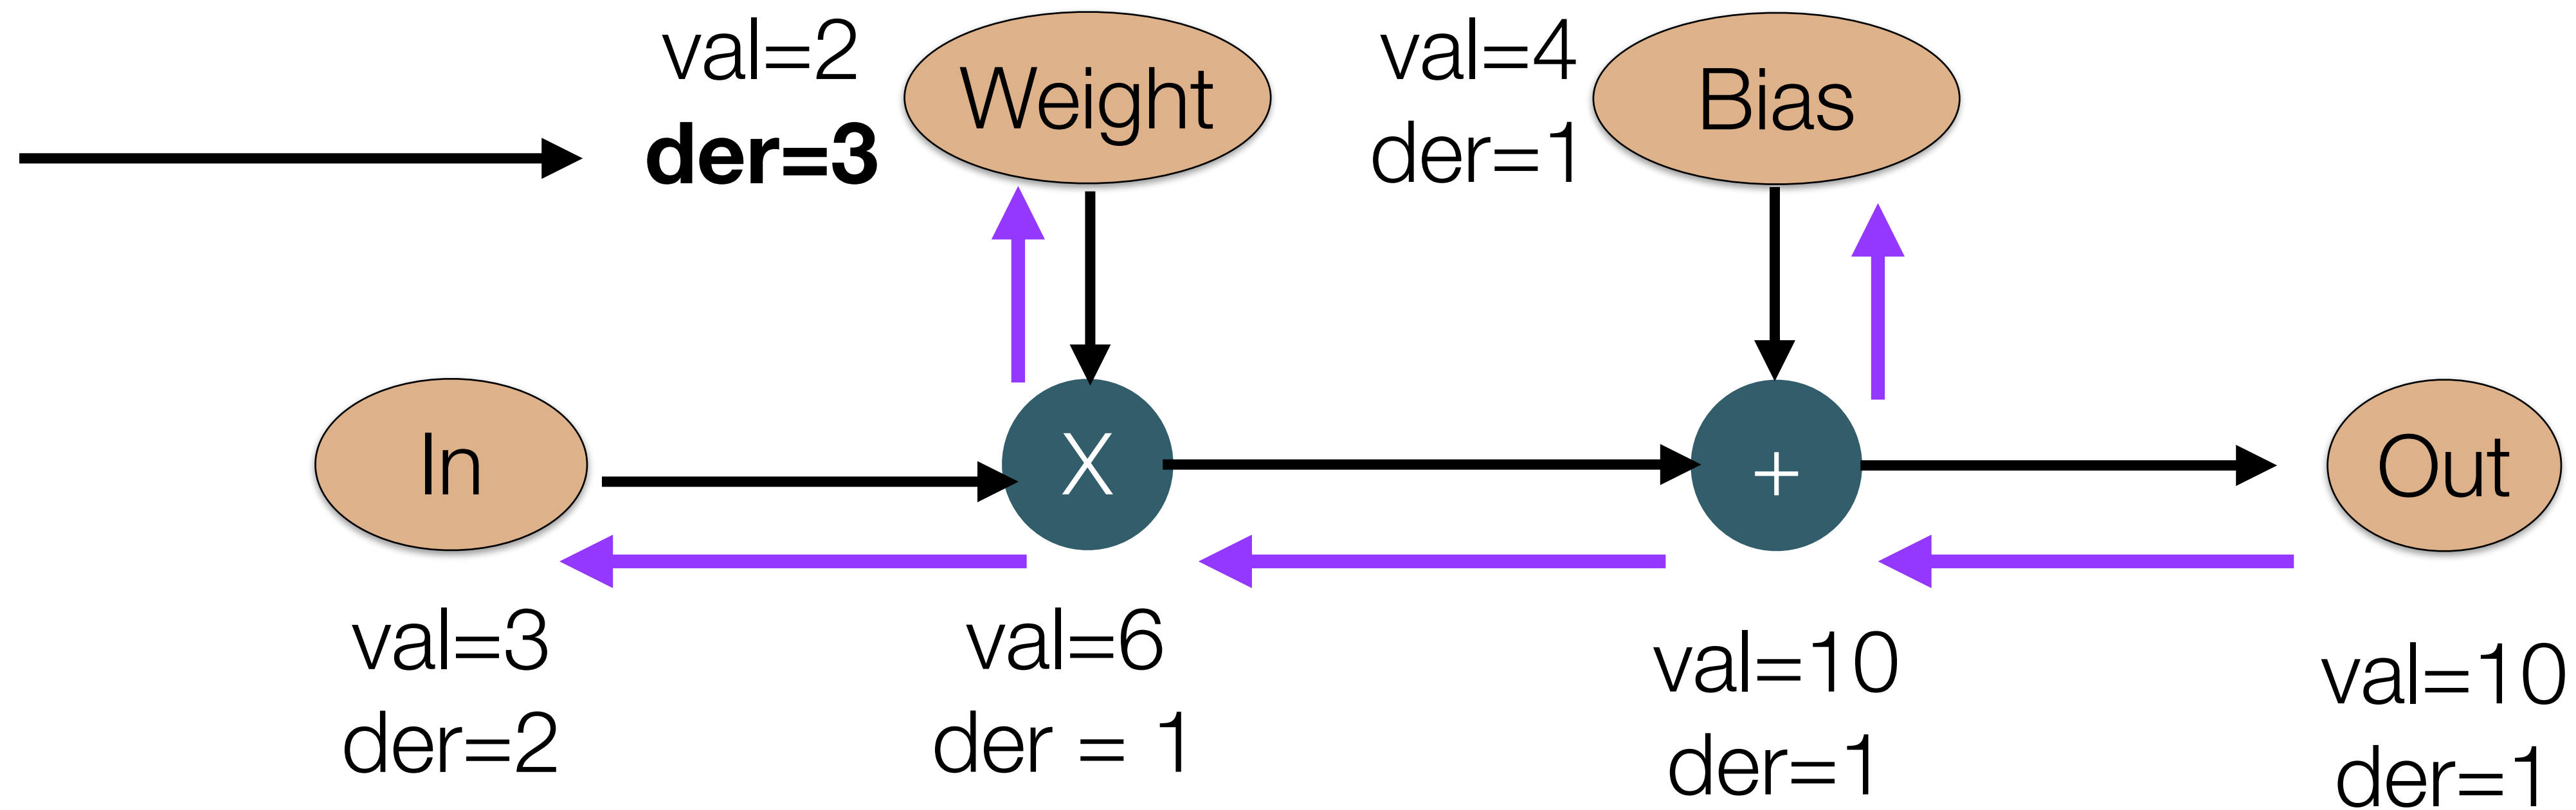 val=2
der=3
Weight
val=4
der=1
Bias
In
X
+
Out
val=3
der=2
val=6
der = 1
val=10
der=1
val=10
der=1